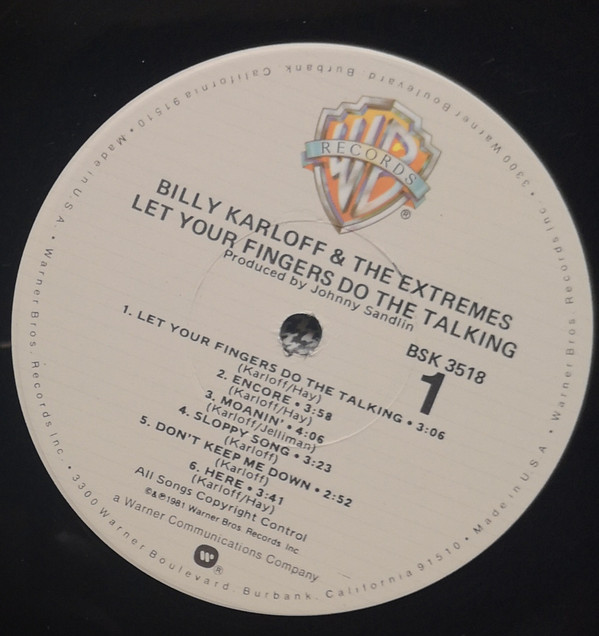 WB
RECORDS
®
BILLY KARLOFF & THE EXTREMES
LET YOUR FINGERS DO THE TALKING
Produced by Johnny Sandlin
BSK 3518
1
1. LET YOUR FINGERS DO THE TALKING • 3:06
(Karloff/Hay)
2. ENCORE • 3:58
(Karloff/Hay)
3. MOANIN' • 4:06
(Karloff/Jelliman)
4. SLOPPY SONG • 3:23
(Karloff)
5. DON'T KEEP ME DOWN • 2:52
(Karloff)
6. HERE • 3:41
(Karloff/Hay)
All Songs Copyright Control
©&℗1981 Warner Bros. Records Inc.
a Warner Communications Company
®
Warner Bros. Records Inc. • 3300 Warner Boulevard, Burbank, California 91510 • Made in U.S.A. •
Warner Bros. Records Inc. • 3300 Warner Boulevard, Burbank, California 91510 • Made in U.S.A. •